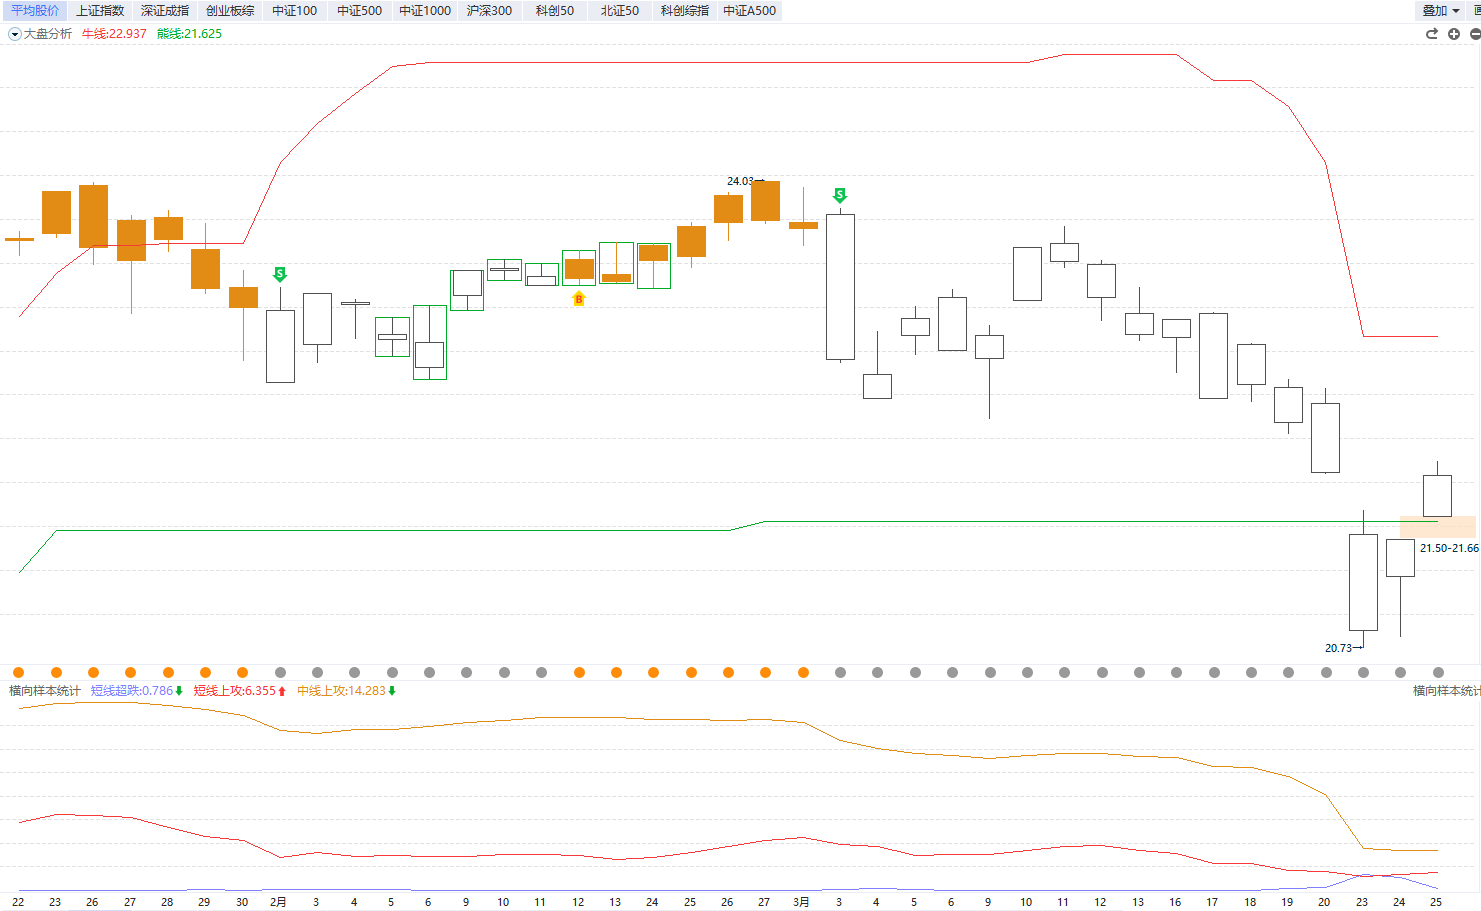 平均股价 上证指数 深证成指 创业板综 中证100 中证500 中证1000 沪深300 科创50 北证50 科创综指 中证A500 叠加
大盘分析 牛线:22.937 熊线:21.625
24.03
S
S
B
21.50-21.66
20.73
横向样本统计 短线超跌:0.786 短线上攻:6.355 中线上攻:14.283 横向样本统计
22 23 26 27 28 29 30 2月 3 4 5 6 9 10 11 12 13 24 25 26 27 3月 3 4 5 6 9 10 11 12 13 16 17 18 19 20 23 24 25